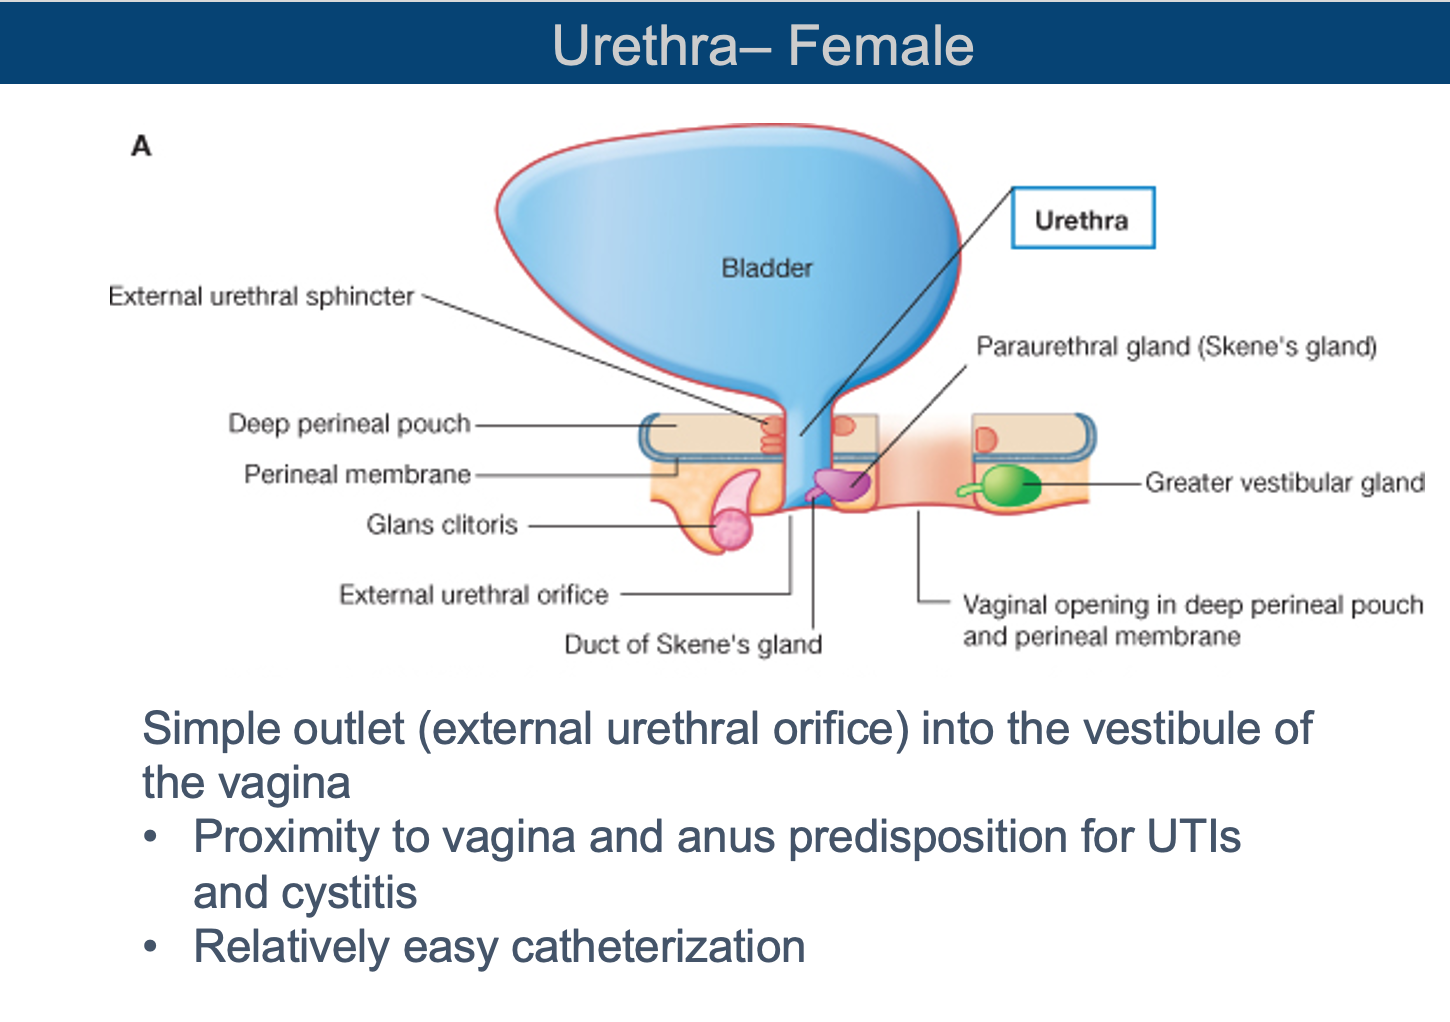 Urethra– Female
A
Urethra
Bladder
External urethral sphincter
Paraurethral gland (Skene's gland)
Deep perineal pouch
Perineal membrane
Greater vestibular gland
Glans clitoris
External urethral orifice
Vaginal opening in deep perineal pouch
and perineal membrane
Duct of Skene's gland
Simple outlet (external urethral orifice) into the vestibule of
the vagina
• Proximity to vagina and anus predisposition for UTIs
and cystitis
• Relatively easy catheterization